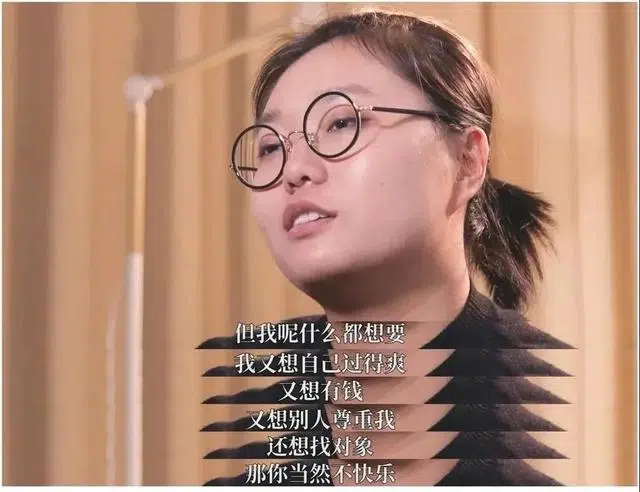 但我呢什么都想要
我又想自己过得爽
又想有钱
又想别人尊重我
还想找对象
那你当然不快乐